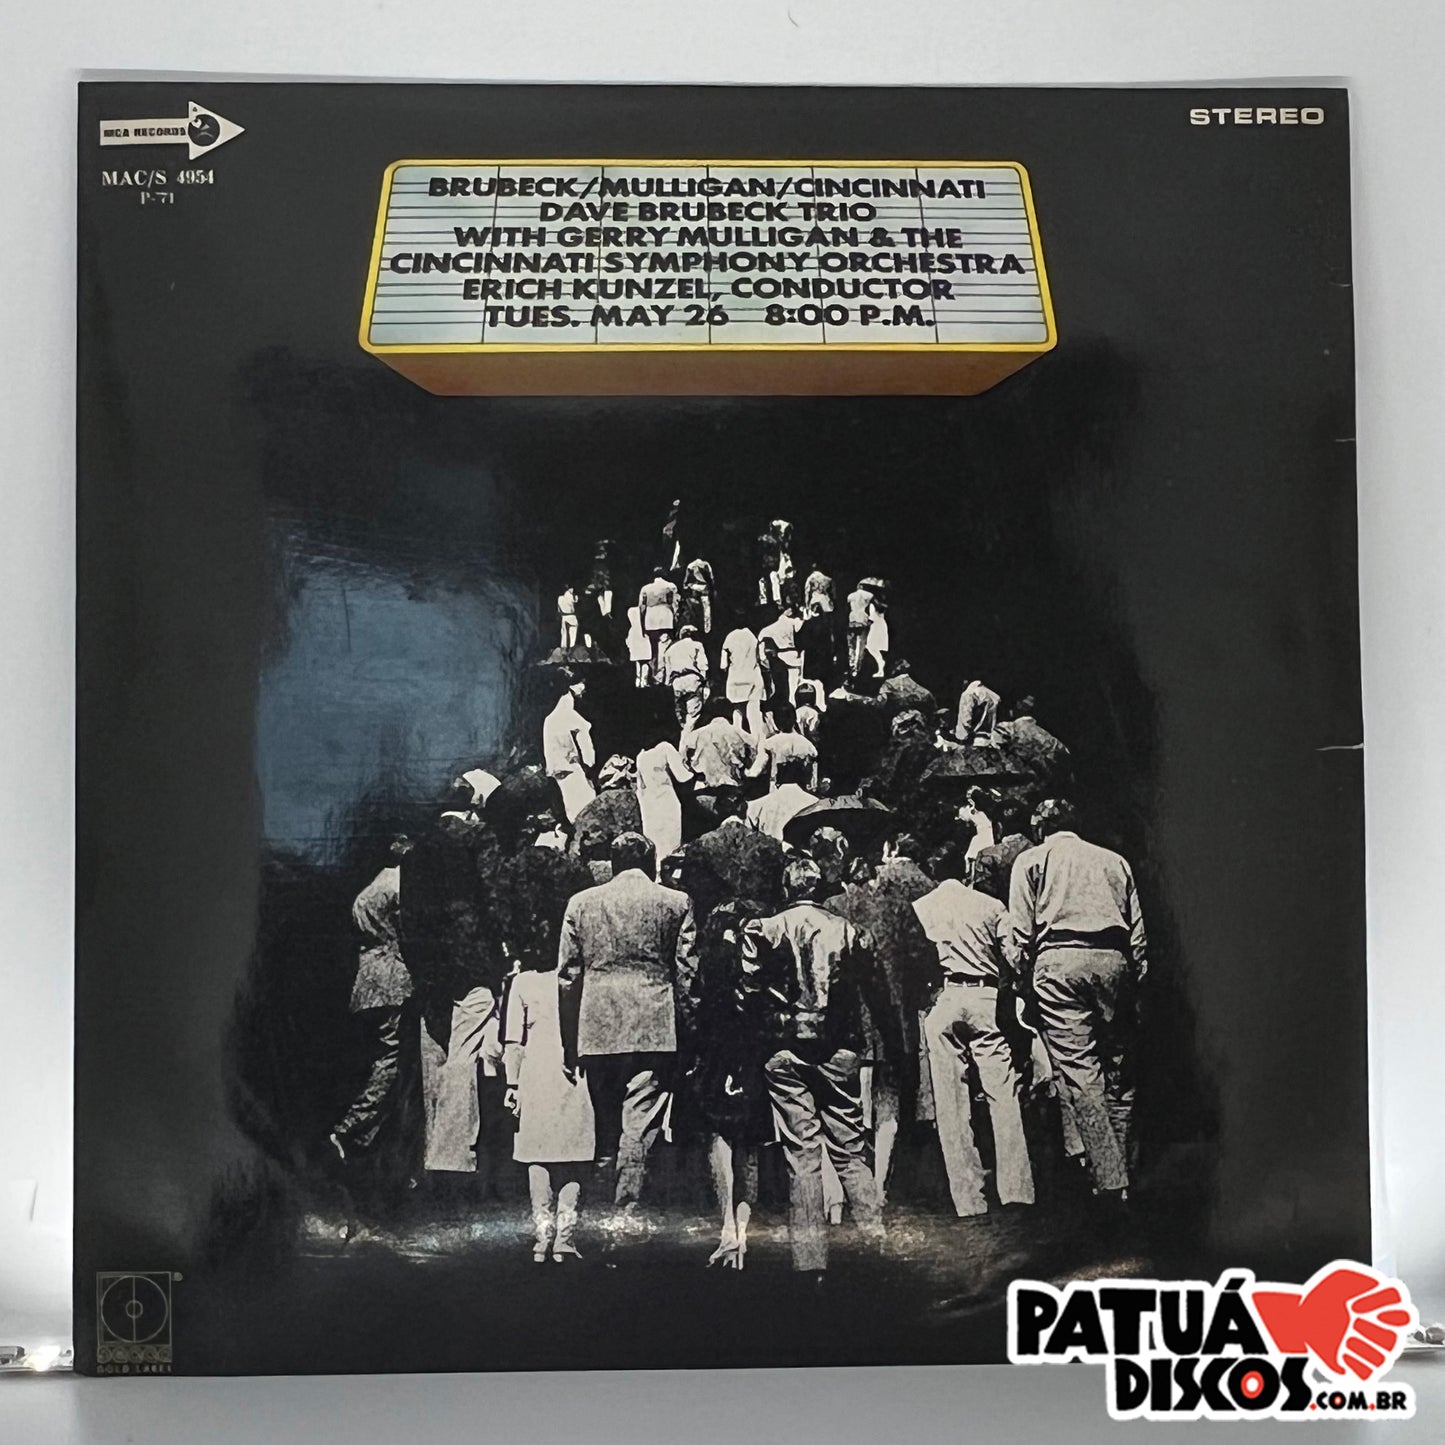 MCA RECORDS
MAC/S 4954
P-71
STEREO
BRUBECK/MULLIGAN/CINCINNATI
DAVE BRUBECK TRIO
WITH GERRY MULLIGAN & THE
CINCINNATI SYMPHONY ORCHESTRA
ERICH KUNZEL, CONDUCTOR
TUES. MAY 26 8:00 P.M.
®
DECCA
GOLD LABEL
PATUÁ
DISCOS.COM.BR